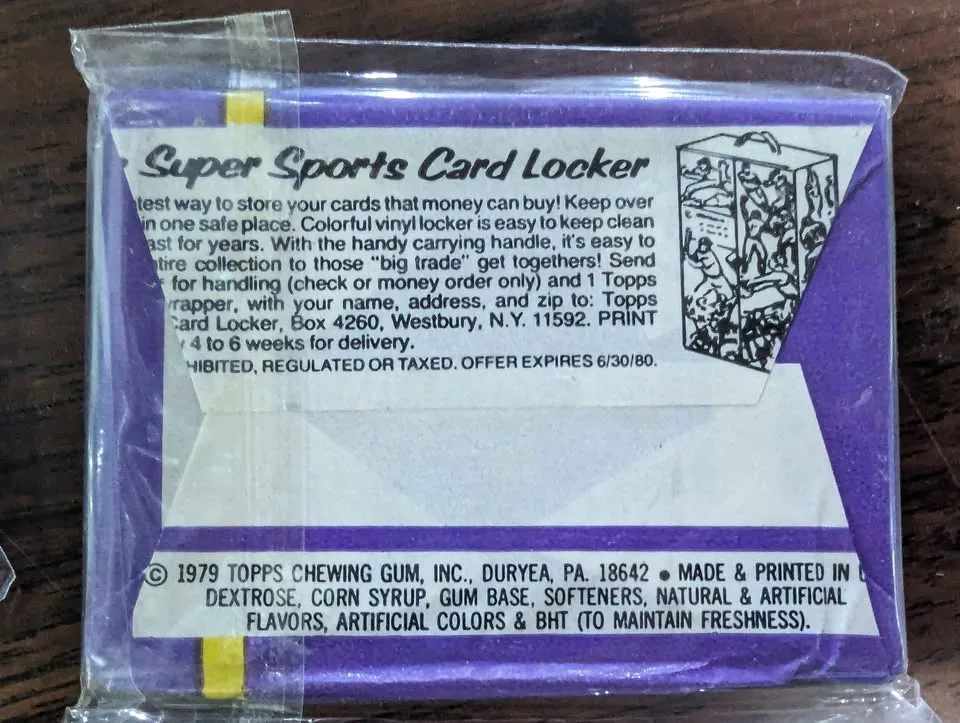 Super Sports Card Locker
test way to store your cards that money can buy! Keep over
in one safe place. Colorful vinyl locker is easy to keep clean
ast for years. With the handy carrying handle, it's easy to
tire collection to those "big trade" get togethers! Send
for handling (check or money order only) and 1 Topps
rapper, with your name, address, and zip to: Topps
Card Locker, Box 4260, Westbury, N.Y. 11592. PRINT
4 to 6 weeks for delivery.
HIBITED, REGULATED OR TAXED. OFFER EXPIRES 6/30/80.
© 1979 TOPPS CHEWING GUM, INC., DURYEA, PA. 18642 • MADE & PRINTED IN
DEXTROSE, CORN SYRUP, GUM BASE, SOFTENERS, NATURAL & ARTIFICIAL
FLAVORS, ARTIFICIAL COLORS & BHT (TO MAINTAIN FRESHNESS).